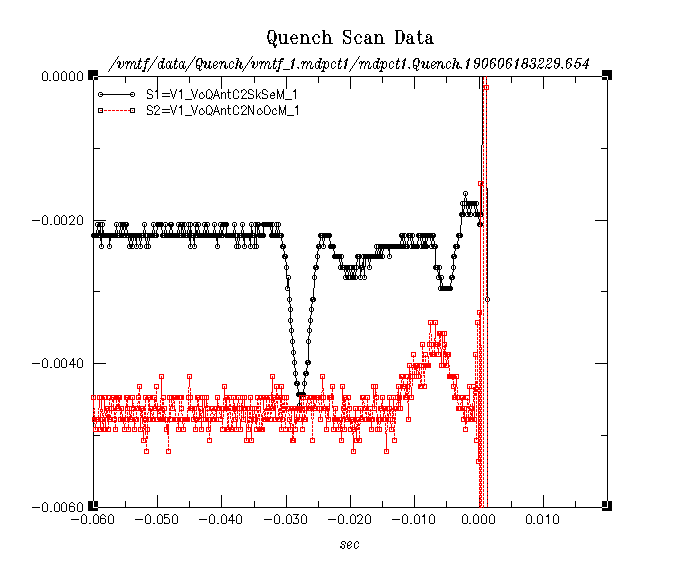 Quench Scan Data
/vmtf/data/Quench/vmtf_1.mdpct1/mdpct1.Quench.190606183229.654
0.0000
S1=V1_VoQAntC2SkSeM_1
S2=V1_VoQAntC2NoOcM_1
-0.0020
-0.0040
-0.0060
-0.060 -0.050 -0.040 -0.030 -0.020 -0.010 0.000 0.010
sec